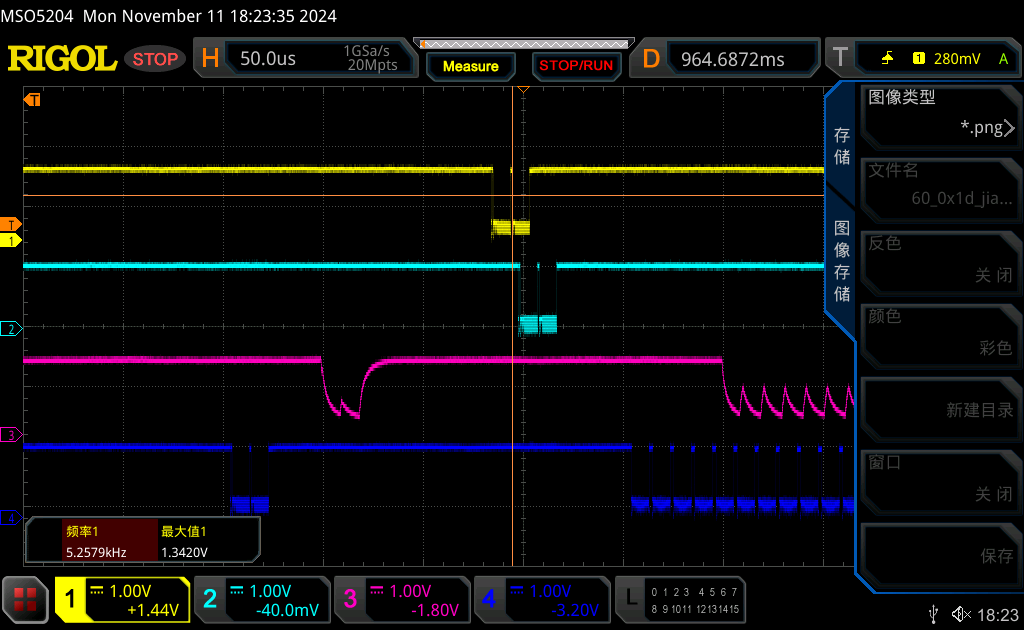 MSO5204 Mon November 11 18:23:35 2024
RIGOL STOP H 50.0us 1GSa/s 20Mpts Measure STOP/RUN D 964.6872ms T 1 280mV A
T
图像类型
*.png
存储
文件名
60_0x1d_jia...
图像存储
反色
关 闭
T
1
颜色
彩色
2
新建目录
3
窗口
关 闭
4
频率1 最大值1
5.2579kHz 1.3420V
保存
1 1.00V +1.44V
2 1.00V -40.0mV
3 1.00V -1.80V
4 1.00V -3.20V
L 0 1 2 3 4 5 6 7
8 9 10 11 12 13 14 15
18:23